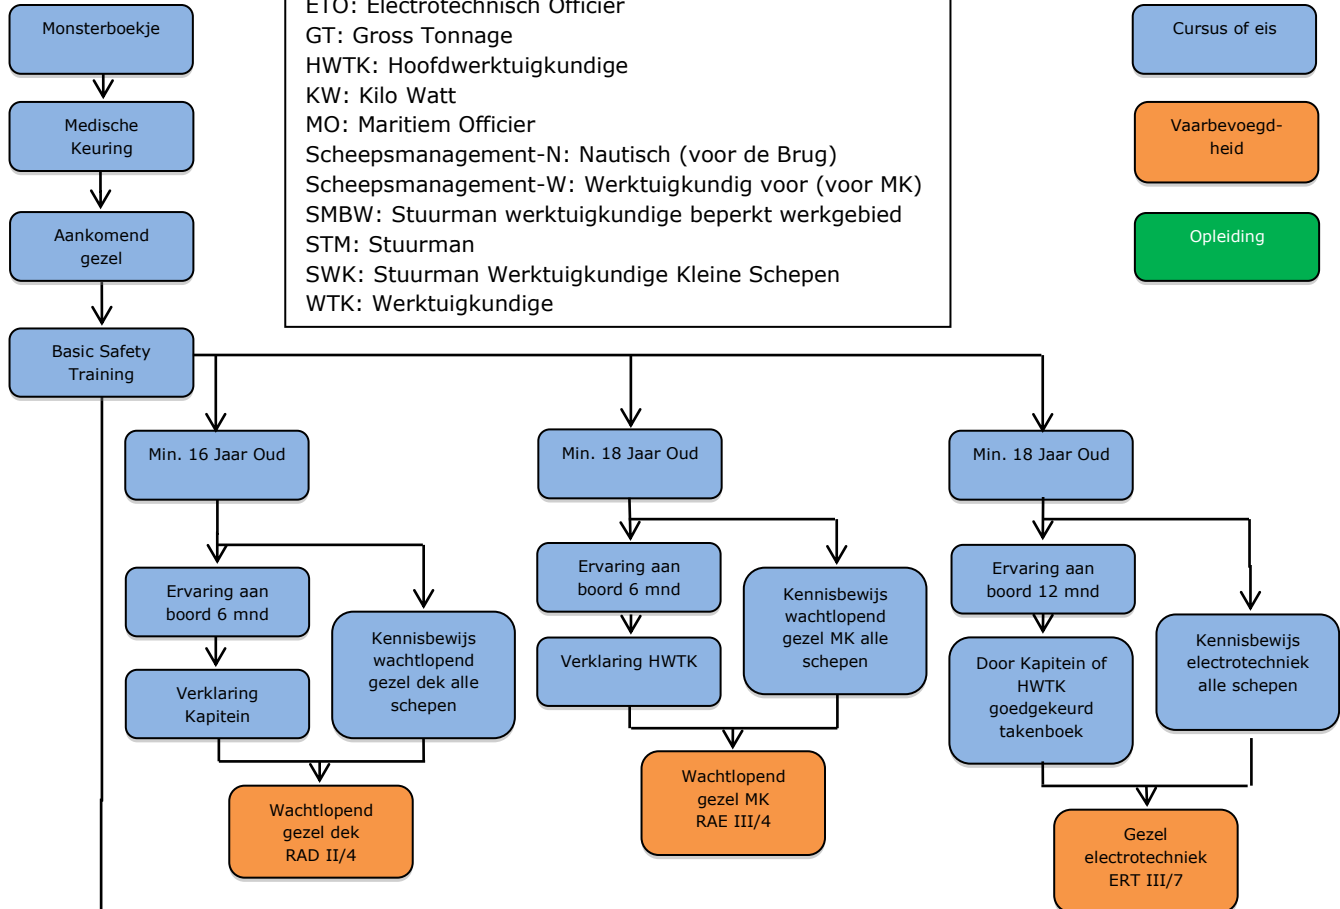 Monsterboekje
Medische
Keuring
Aankomend
gezel
Basic Safety
Training
ETO: Electrotechnisch Officier
GT: Gross Tonnage
HWTK: Hoofdwerktuigkundige
KW: Kilo Watt
MO: Maritiem Officier
Scheepsmanagement-N: Nautisch (voor de Brug)
Scheepsmanagement-W: Werktuigkundig voor (voor MK)
SMBW: Stuurman werktuigkundige beperkt werkgebied
STM: Stuurman
SWK: Stuurman Werktuigkundige Kleine Schepen
WTK: Werktuigkundige
Cursus of eis
Vaarbevoegd-
heid
Opleiding
Min. 16 Jaar Oud
Ervaring aan
boord 6 mnd
Verklaring
Kapitein
Kennisbewijs
wachtlopend
gezel dek alle
schepen
Wachtlopend
gezel dek
RAD II/4
Min. 18 Jaar Oud
Ervaring aan
boord 6 mnd
Verklaring HWTK
Kennisbewijs
wachtlopend
gezel MK alle
schepen
Wachtlopend
gezel MK
RAE III/4
Min. 18 Jaar Oud
Ervaring aan
boord 12 mnd
Door Kapitein of
HWTK
goedgekeurd
takenboek
Kennisbewijs
electrotechniek
alle schepen
Gezel
electrotechniek
ERT III/7